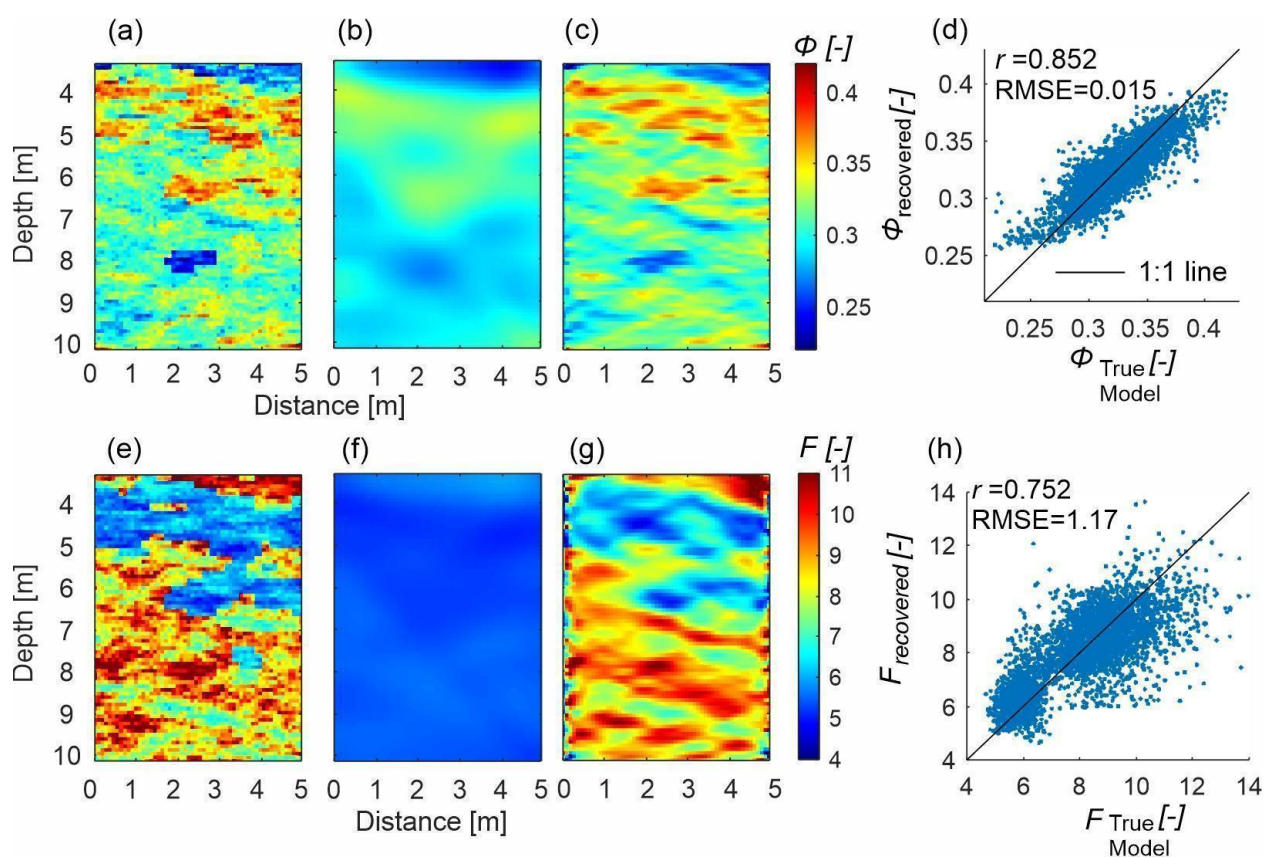 (a) (b) (c) Φ [-] (d)
r=0.852
RMSE=0.015
0.4
0.35
0.3
0.25
4
5
6
7
8
9
10
Depth [m]
0 1 2 3 4 5 0 1 2 3 4 5 0 1 2 3 4 5
Distance [m]
0.4
0.35
0.3
0.25
Φrecovered[-]
1:1 line
0.25 0.3 0.35 0.4
Φ True [-]
Model
(e) (f) (g) F [-] (h)
r =0.752
RMSE=1.17
11
10
9
8
7
6
5
4
4
5
6
7
8
9
10
Depth [m]
0 1 2 3 4 5 0 1 2 3 4 5 0 1 2 3 4 5
Distance [m]
14
12
10
8
6
4
F recovered[-]
4 6 8 10 12 14
F True [-]
Model